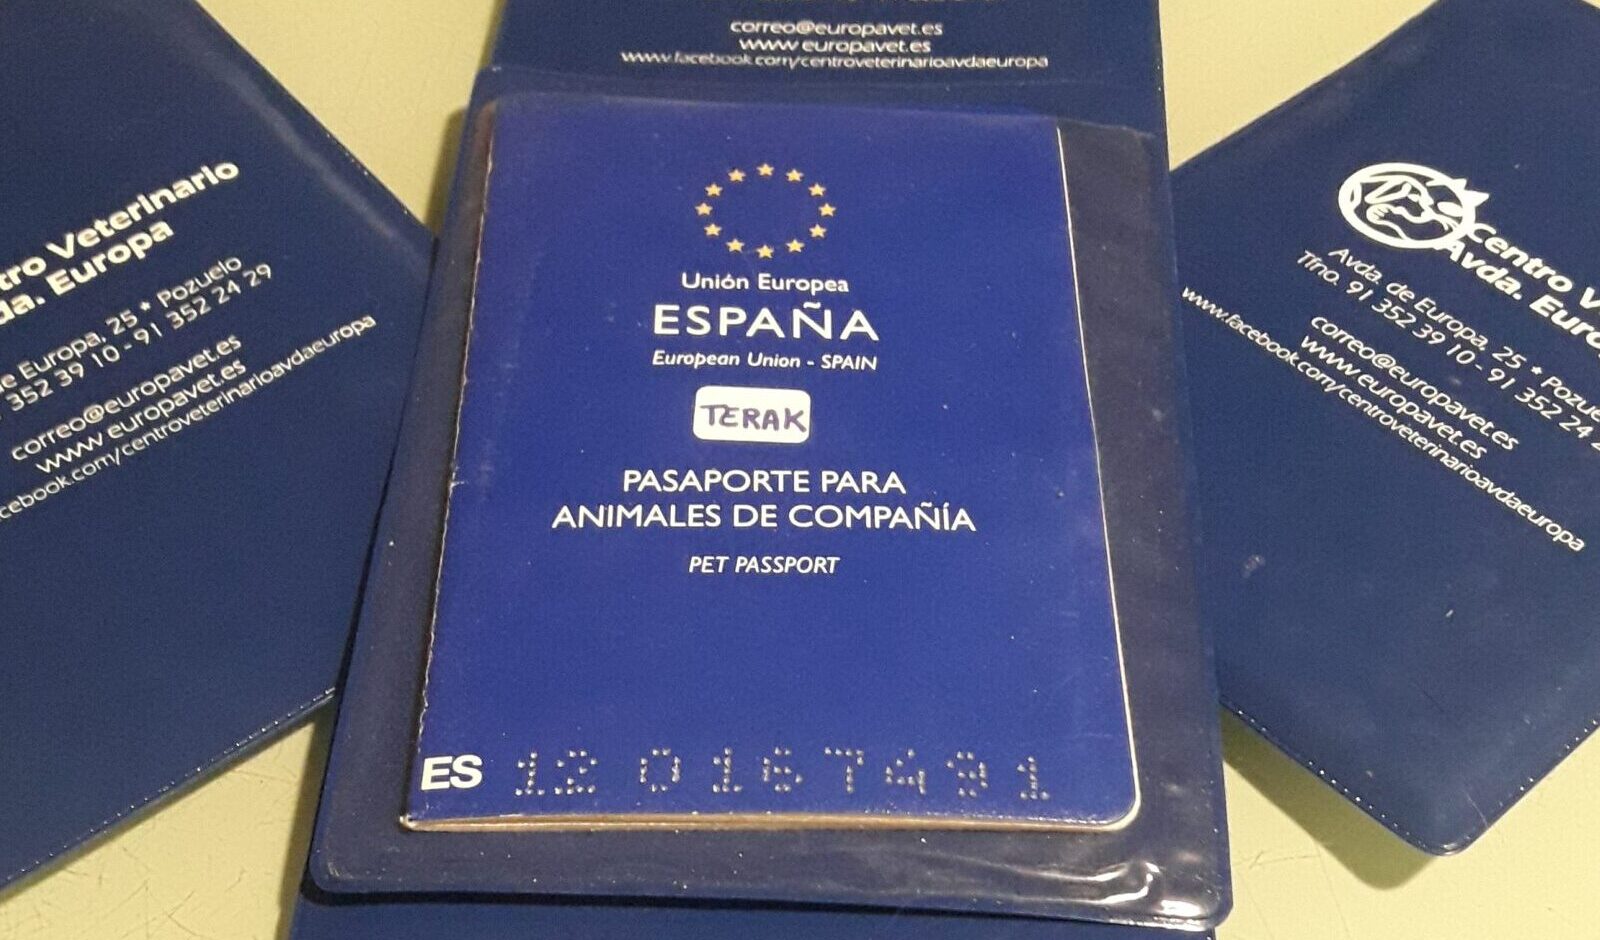 correo@europavet.es
www.europavet.es
www.facebook.com/centroveterinarioavdaeuropa
Unión Europea
ESPAÑA
European Union - SPAIN
TERAK
PASAPORTE PARA
ANIMALES DE COMPAÑÍA
PET PASSPORT
ES 12 0167491
Veterinario
Europa
Europa, 25 * Pozuelo
352 39 10 - 91 352 24 29
correo@europavet.es
www.europavet.es
facebook.com/centroveterinarioavdaeuropa
Centro
Avda.
Avda. de Europa, 25 *
Tfno. 91 352 39 10 - 91 352 24
correo@europavet.es
www.europavet.es
www.facebook.com/centroveterinarioavdaeuropa